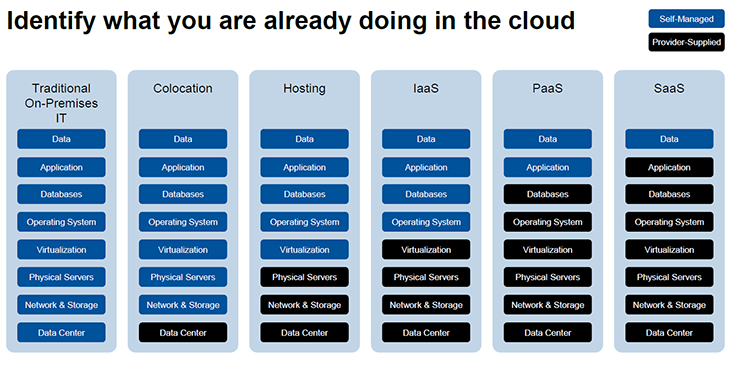 Identify what you are already doing in the cloud
Self-Managed
Provider-Supplied
Traditional
On-Premises
IT
Data
Application
Databases
Operating System
Virtualization
Physical Servers
Network & Storage
Data Center
Colocation
Data
Application
Databases
Operating System
Virtualization
Physical Servers
Network & Storage
Data Center
Hosting
Data
Application
Databases
Operating System
Virtualization
Physical Servers
Network & Storage
Data Center
IaaS
Data
Application
Databases
Operating System
Virtualization
Physical Servers
Network & Storage
Data Center
PaaS
Data
Application
Databases
Operating System
Virtualization
Physical Servers
Network & Storage
Data Center
SaaS
Data
Application
Databases
Operating System
Virtualization
Physical Servers
Network & Storage
Data Center